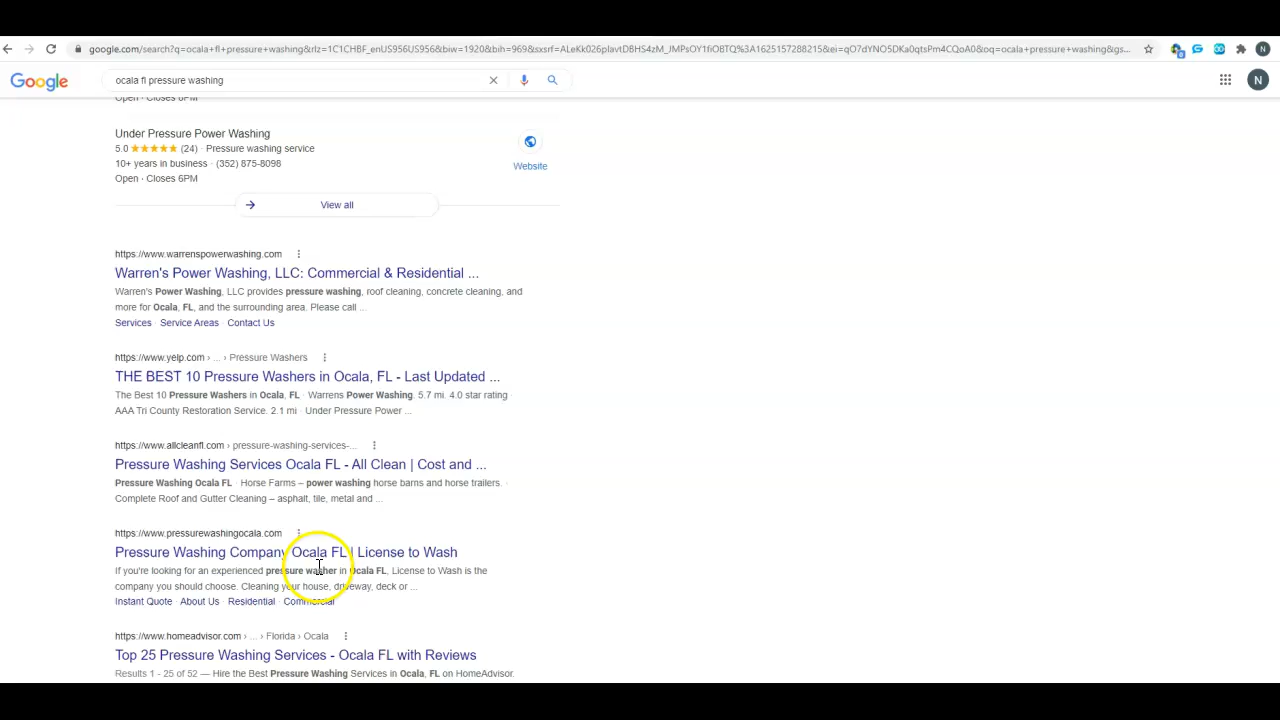 google.com/search?q=ocala+fl+pressure+washing&rlz=1C1CHBF_enUS956US956&biw=1920&bih=969&sxsrf=ALeKk026pIavtDBHS4zM_JMPsOY1fiO8TQ%3A1625157288215&ei=qO7dYNO5DKa0qtsPm4CQoA0&oq=ocala+pressure+washing&gs...
Google
ocala fl pressure washing
N
Open · Closes 6PM
Under Pressure Power Washing
5.0 (24) · Pressure washing service
10+ years in business · (352) 875-8098
Open · Closes 6PM
Website
View all
https://www.warrenspowerwashing.com
Warren's Power Washing, LLC: Commercial & Residential ...
Warren's Power Washing, LLC provides pressure washing, roof cleaning, concrete cleaning, and
more for Ocala, FL, and the surrounding area. Please call ...
Services · Service Areas · Contact Us
https://www.yelp.com › ... › Pressure Washers
THE BEST 10 Pressure Washers in Ocala, FL - Last Updated ...
The Best 10 Pressure Washers in Ocala, FL · Warrens Power Washing. 5.7 mi. 4.0 star rating
AAA Tri County Restoration Service. 2.1 mi · Under Pressure Power ...
https://www.allcleanfl.com › pressure-washing-services-...
Pressure Washing Services Ocala FL - All Clean | Cost and ...
Pressure Washing Ocala FL · Horse Farms – power washing horse barns and horse trailers. ·
Complete Roof and Gutter Cleaning – asphalt, tile, metal and ...
https://www.pressurewashingocala.com
Pressure Washing Company Ocala FL | License to Wash
If you're looking for an experienced pressure washer in Ocala FL, License to Wash is the
company you should choose. Cleaning your house, driveway, deck or ...
Instant Quote · About Us · Residential · Commercial
https://www.homeadvisor.com › ... › Florida › Ocala
Top 25 Pressure Washing Services - Ocala FL with Reviews
Results 1 - 25 of 52 — Hire the Best Pressure Washing Services in Ocala, FL on HomeAdvisor.